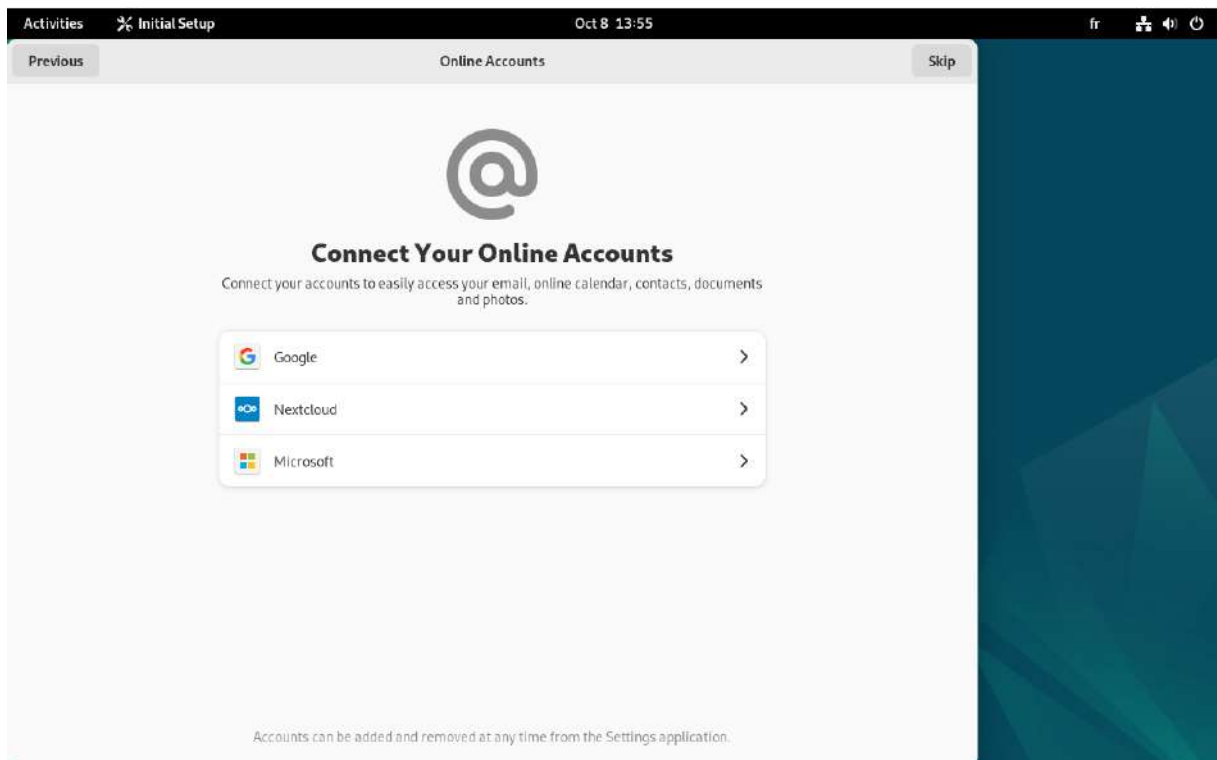 Activities Initial Setup Oct 8 13:55 fr
Previous Online Accounts Skip
Connect Your Online Accounts
Connect your accounts to easily access your email, online calendar, contacts, documents
and photos.
Google
Nextcloud
Microsoft
Accounts can be added and removed at any time from the Settings application.